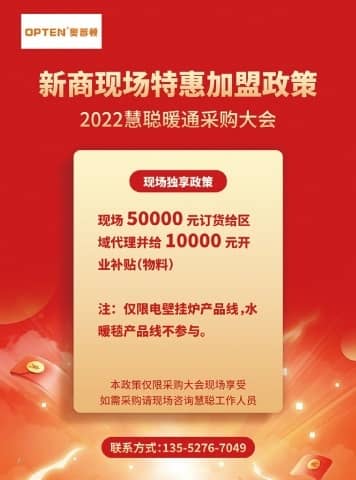 OPTEN®奥普顿
新商现场特惠加盟政策
2022慧聪暖通采购大会
现场独享政策
现场 50000 元订货给区
域代理并给 10000 元开
业补贴(物料)
注：仅限电壁挂炉产品线,水
暖毯产品线不参与。
本政策仅限采购大会现场享受
如需采购请现场咨询慧聪工作人员
联系方式:135-5276-7049